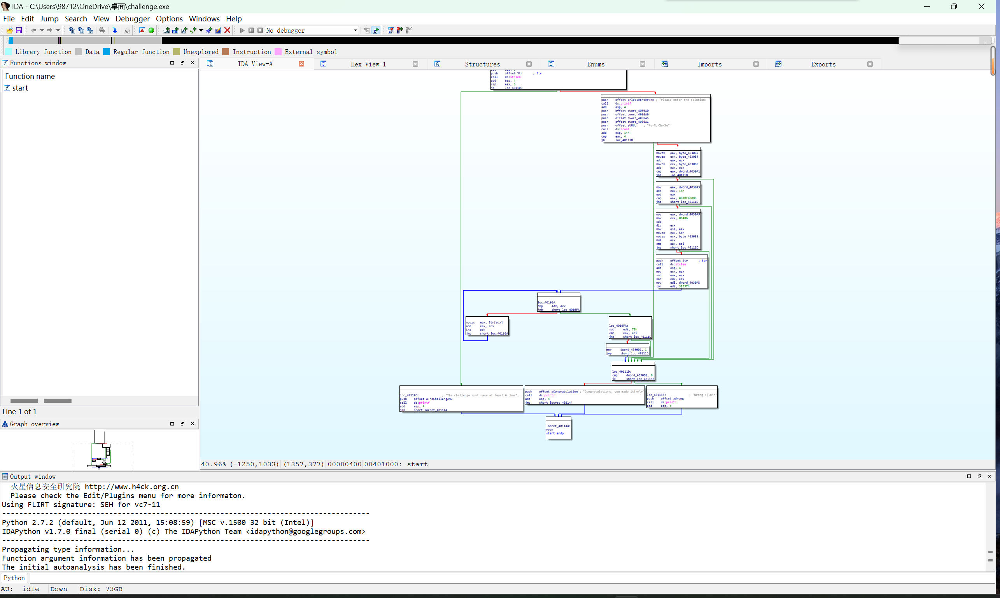 IDA - C:\Users\98712\OneDrive\桌面\challenge.exe
File Edit Jump Search View Debugger Options Windows Help
No debugger
Library function Data Regular function Unexplored Instruction External symbol
Functions window
IDA View-A Hex View-1 Structures Enums Imports Exports
Function name
start
push offset Str ; Str
call ds:strlen
add esp, 4
cmp eax, 6
jb loc_40110D
push offset aPleaseEnterThe ; "Please enter the solution: "
call ds:printf
add esp, 4
push offset dword_4030AD
push offset dword_4030A9
push offset dword_4030A5
push offset dword_4030A1
push offset aUUUU ; "%u-%u-%u-%u"
call ds:scanf
add esp, 14h
cmp eax, 4
jb loc_40111D
movzx eax, byte_4030B2
movzx ecx, byte_4030B4
add eax, ecx
movzx ecx, byte_4030B5
add eax, ecx
cmp eax, dword_4030A1
jnz loc_40111D
mov eax, dword_4030A5
add eax, 18h
not eax
cmp eax, 0BADF000Dh
jnz short loc_40111D
mov eax, dword_4030A9
mov ecx, 0C48h
cdq
div ecx
mov esi, eax
movzx eax, Str
movzx ecx, byte_4030B3
mul ecx
cmp eax, esi
jnz short loc_40111D
push offset Str ; Str
call ds:strlen
add esp, 4
mov ecx, eax
sub eax, eax
xor edx, edx
mov edi, dword_4030AD
xor edi, 31337h
loc_4010EA:
cmp edx, ecx
jnb short loc_4010FA
movzx ebx, Str[edx]
add eax, ebx
inc edx
jmp short loc_4010EA
loc_4010FA:
sub edi, 7Bh
cmp eax, edi
jnz short loc_40111D
mov dword_4030D1, 1
jmp short loc_40111D
loc_40111D:
cmp dword_4030D1, 0
jz short loc_401136
loc_40110D: ; "The challenge must have at least 6 char"...
push offset aTheChallengeMu
call ds:printf
add esp, 4
jmp short locret_401144
push offset aCongratulation ; "Congratulations, you made it!\n\r"
call ds:printf
add esp, 4
jmp short locret_401144
loc_401136: ; "Wrong :(\n\r"
push offset aWrong
call ds:printf
add esp, 4
locret_401144:
retn
start endp
Line 1 of 1
Graph overview
40.96% (-1250,1033) (1357,377) 00000400 00401000: start
Output window
火星信息安全研究院 http://www.h4ck.org.cn
Please check the Edit/Plugins menu for more informaton.
Using FLIRT signature: SEH for vc7-11
---------------------------------------------------------------------------------
Python 2.7.2 (default, Jun 12 2011, 15:08:59) [MSC v.1500 32 bit (Intel)]
IDAPython v1.7.0 final (serial 0) (c) The IDAPython Team <idapython@googlegroups.com>
---------------------------------------------------------------------------------
Propagating type information...
Function argument information has been propagated
The initial autoanalysis has been finished.
Python
AU: idle Down Disk: 73GB